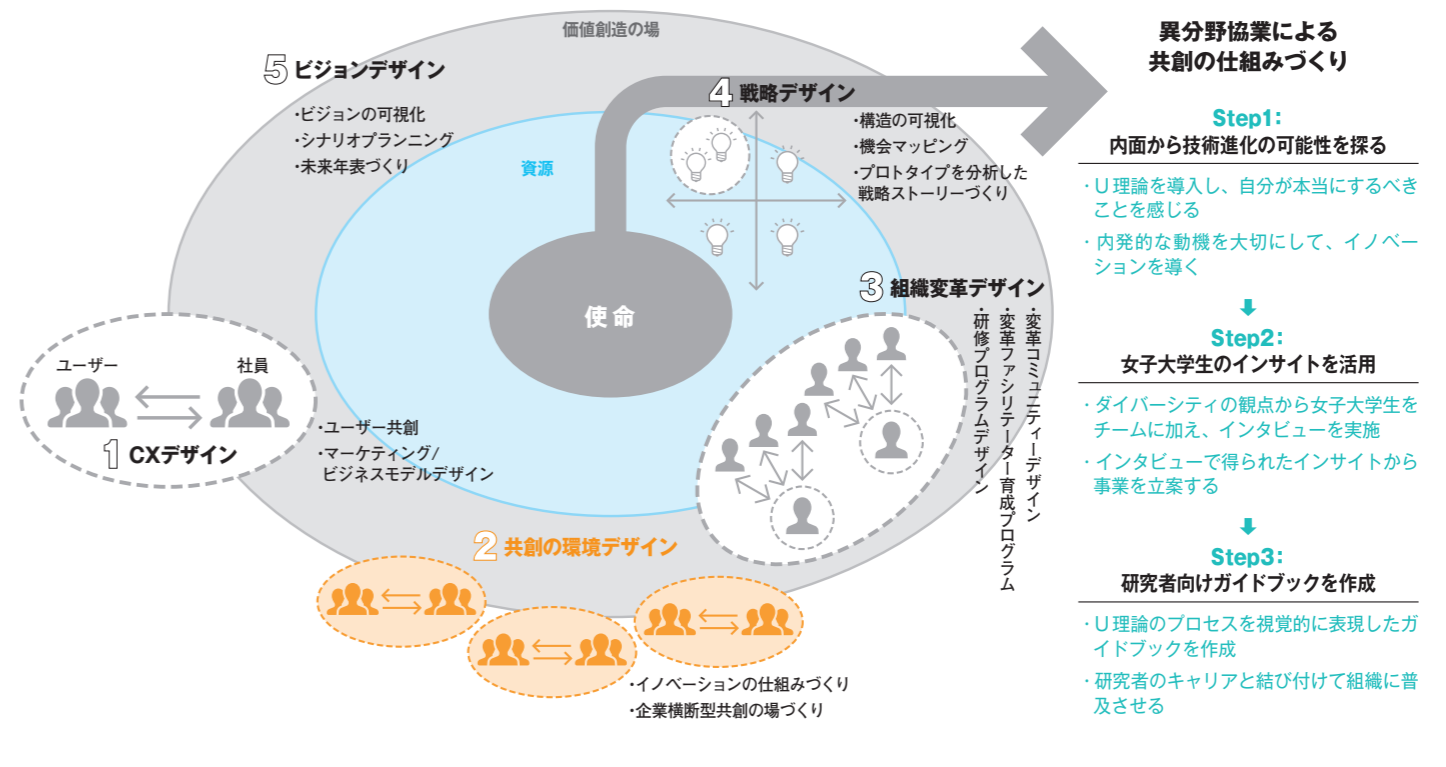 価値創造の場
5 ビジョンデザイン
・ビジョンの可視化
・シナリオプランニング
・未来年表づくり
資源
4 戦略デザイン
・構造の可視化
・機会マッピング
・プロトタイプを分析した
戦略ストーリーづくり
使命
3 組織変革デザイン
・変革コミュニティーデザイン
・変革ファシリテーター育成プログラム
・研修プログラムデザイン
ユーザー
社員
1 CXデザイン
・ユーザー共創
・マーケティング/
ビジネスモデルデザイン
2 共創の環境デザイン
・イノベーションの仕組みづくり
・企業横断型共創の場づくり
異分野協業による
共創の仕組みづくり
Step1:
内面から技術進化の可能性を探る
・U理論を導入し、自分が本当にするべき
ことを感じる
・内発的な動機を大切にして、イノベー
ションを導く
Step2:
女子大学生のインサイトを活用
・ダイバーシティの観点から女子大学生を
チームに加え、インタビューを実施
・インタビューで得られたインサイトから
事業を立案する
Step3:
研究者向けガイドブックを作成
・U理論のプロセスを視覚的に表現したガ
イドブックを作成
・研究者のキャリアと結び付けて組織に普
及させる